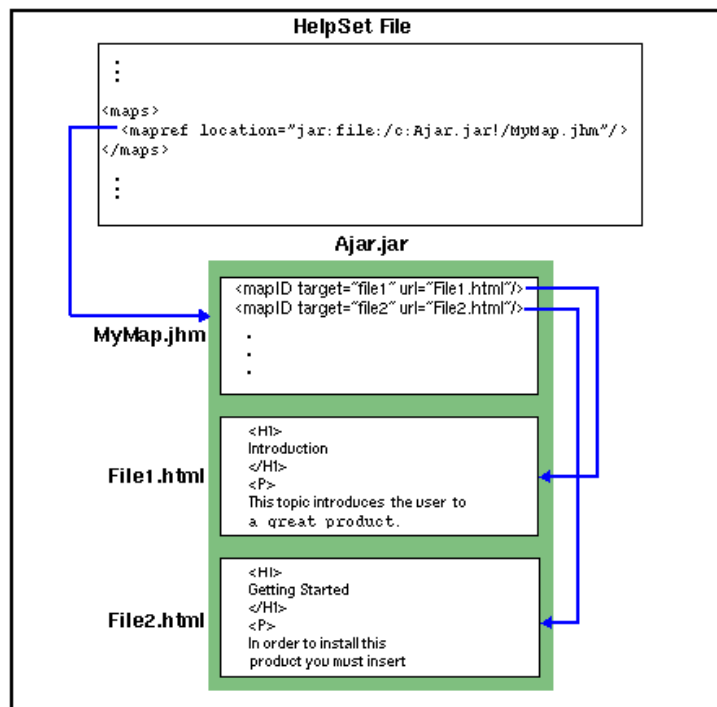 HelpSet File
<maps>
<mapref location="jar:file:/c:Ajar.jar!/MyMap.jhm"/>
</maps>
Ajar.jar
<mapID target="file1" url="File1.html"/>
<mapID target="file2" url="File2.html"/>
MyMap.jhm
<H1>
Introduction
</H1>
<P>
This topic introduces the user to
a great product.
File1.html
<H1>
Getting Started
</H1>
<P>
In order to install this
product you must insert
File2.html